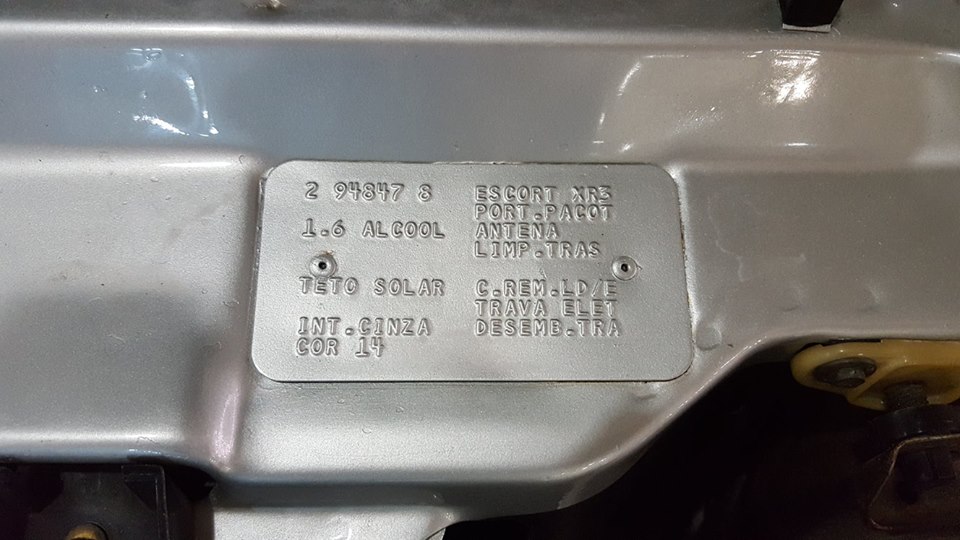 2 94847 8
1.6 ALCOOL
TETO SOLAR
INT.CINZA
COR 14
ESCORT XR3
PORT.PACOT
ANTENA
LIMP.TRAS
C.REM.LD/E
TRAVA ELET
DESEMB.TRA